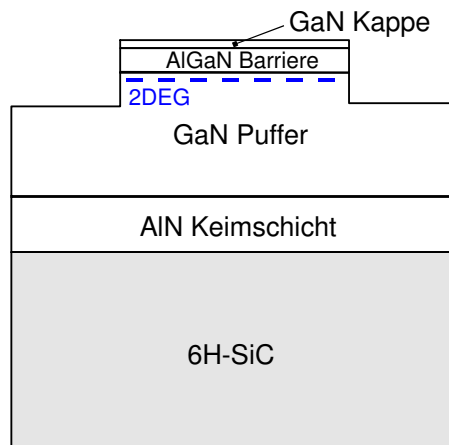 GaN Kappe
AlGaN Barriere
2DEG
GaN Puffer
AlN Keimschicht
6H-SiC